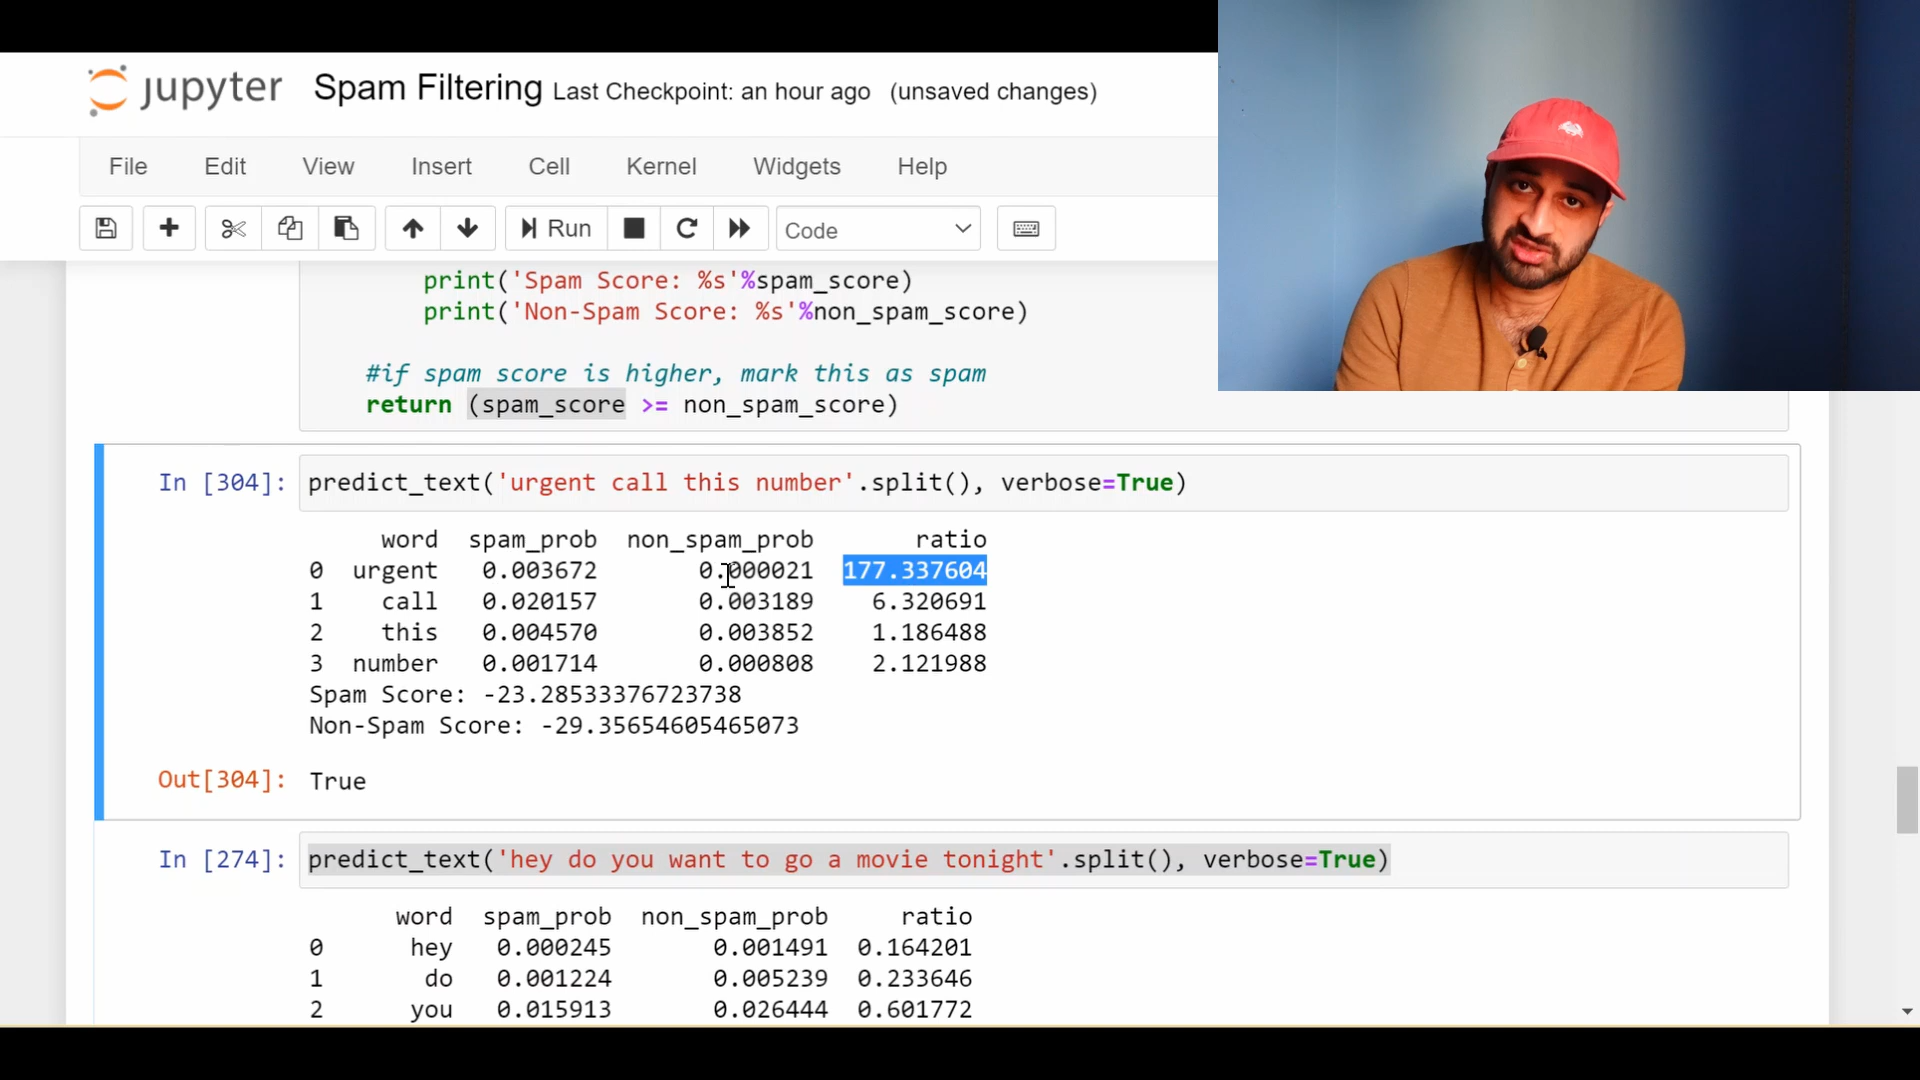 jupyter Spam Filtering Last Checkpoint: an hour ago (unsaved changes)
File Edit View Insert Cell Kernel Widgets Help
Run Code
print('Spam Score: %s'%spam_score)
print('Non-Spam Score: %s'%non_spam_score)
#if spam score is higher, mark this as spam
return (spam_score >= non_spam_score)
In [304]: predict_text('urgent call this number'.split(), verbose=True)
word spam_prob non_spam_prob ratio
0 urgent 0.003672 0.000021 177.337604
1 call 0.020157 0.003189 6.320691
2 this 0.004570 0.003852 1.186488
3 number 0.001714 0.000808 2.121988
Spam Score: -23.28533376723738
Non-Spam Score: -29.35654605465073
Out[304]: True
In [274]: predict_text('hey do you want to go a movie tonight'.split(), verbose=True)
word spam_prob non_spam_prob ratio
0 hey 0.000245 0.001491 0.164201
1 do 0.001224 0.005239 0.233646
2 you 0.015913 0.026444 0.601772